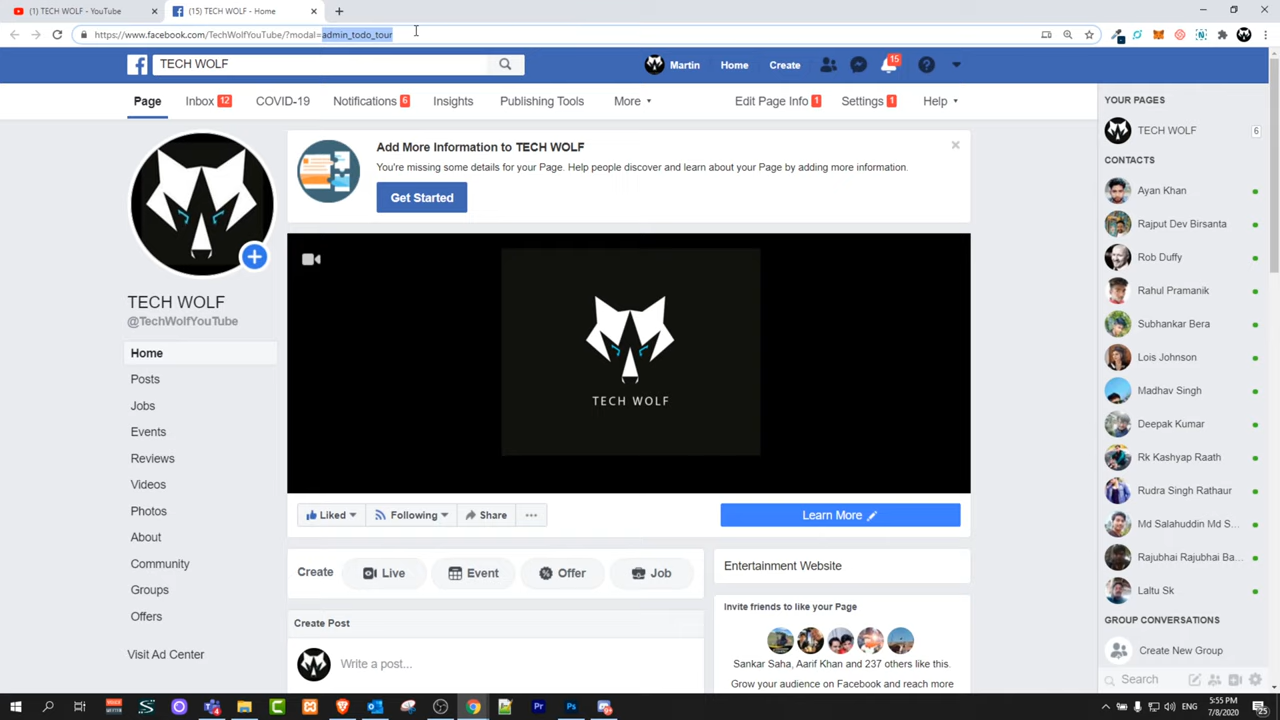 (1) TECH WOLF - YouTube
(15) TECH WOLF - Home
https://www.facebook.com/TechWolfYouTube/?modal=admin_todo_tour
TECH WOLF
Martin
Home
Create
15
Page
Inbox 12
COVID-19
Notifications 6
Insights
Publishing Tools
More
Edit Page Info 1
Settings 1
Help
YOUR PAGES
TECH WOLF
6
CONTACTS
Ayan Khan
Rajput Dev Birsanta
Rob Duffy
Rahul Pramanik
Subhankar Bera
Lois Johnson
Madhav Singh
Deepak Kumar
Rk Kashyap Raath
Rudra Singh Rathaur
Md Salahuddin Md S...
Rajubhai Rajubhai Ba...
Laltu Sk
GROUP CONVERSATIONS
Create New Group
Search
Add More Information to TECH WOLF
You're missing some details for your Page. Help people discover and learn about your Page by adding more information.
Get Started
TECH WOLF
@TechWolfYouTube
Home
Posts
Jobs
Events
Reviews
Videos
Photos
About
Community
Groups
Offers
Visit Ad Center
TECH WOLF
Liked
Following
Share
...
Learn More
Create
Live
Event
Offer
Job
Create Post
Write a post...
Entertainment Website
Invite friends to like your Page
Sankar Saha, Aarif Khan and 237 others like this.
Grow your audience on Facebook and reach more
5:55 PM
7/8/2020
25